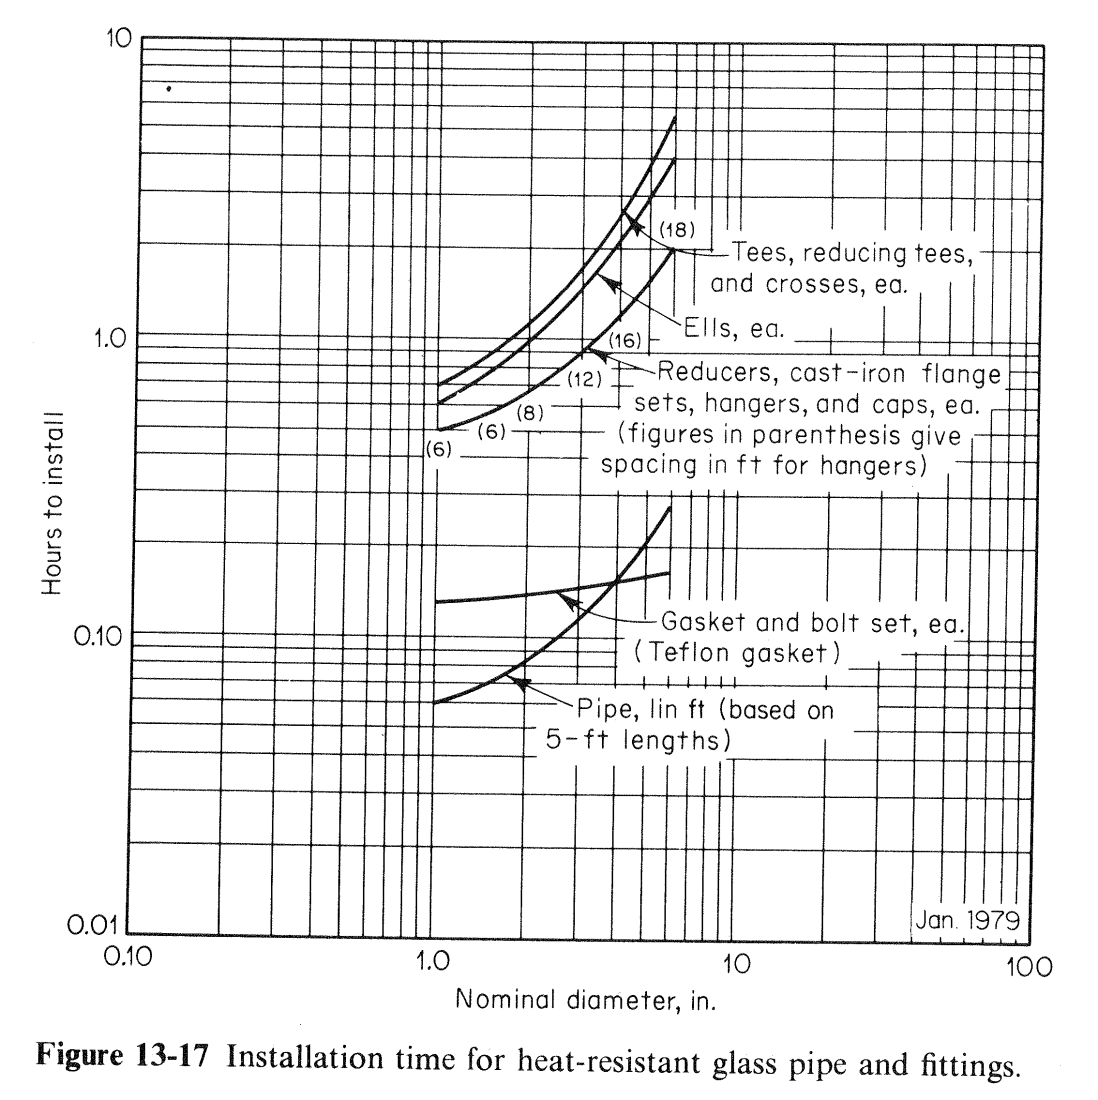 10
(18)
Tees, reducing tees,
and crosses, ea.
Ells, ea.
1.0
(16)
Reducers, cast-iron flange
(12)
sets, hangers, and caps, ea.
(8)
(figures in parenthesis give
(6)
(6)
spacing in ft for hangers)
Hours to install
Gasket and bolt set, ea.
0.10
(Teflon gasket)
Pipe, lin ft (based on
5-ft lengths)
Jan. 1979
0.01
0.10
1.0
10
100
Nominal diameter, in.
Figure 13-17 Installation time for heat-resistant glass pipe and fittings.